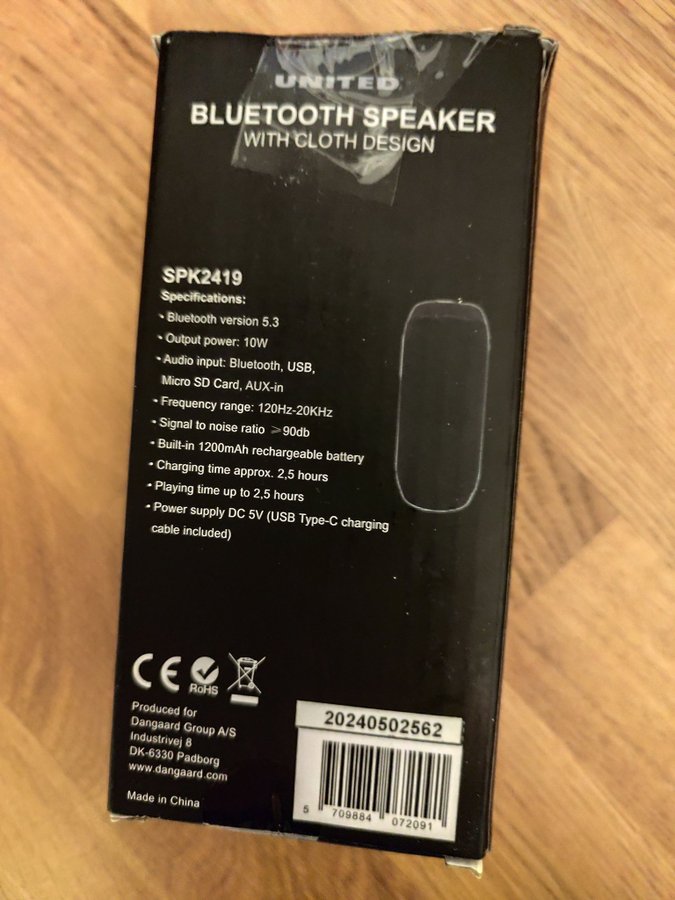 UNITED
BLUETOOTH SPEAKER
WITH CLOTH DESIGN
SPK2419
Specifications:
• Bluetooth version 5.3
• Output power: 10W
• Audio input: Bluetooth, USB,
Micro SD Card, AUX-in
• Frequency range: 120Hz-20KHz
• Signal to noise ratio ⩾90db
• Built-in 1200mAh rechargeable battery
• Charging time approx. 2,5 hours
• Playing time up to 2,5 hours
• Power supply DC 5V (USB Type-C charging
cable included)
CE RoHS
Produced for
Dangaard Group A/S
Industrivej 8
DK-6330 Padborg
www.dangaard.com
Made in China
20240502562
5 709884 072091